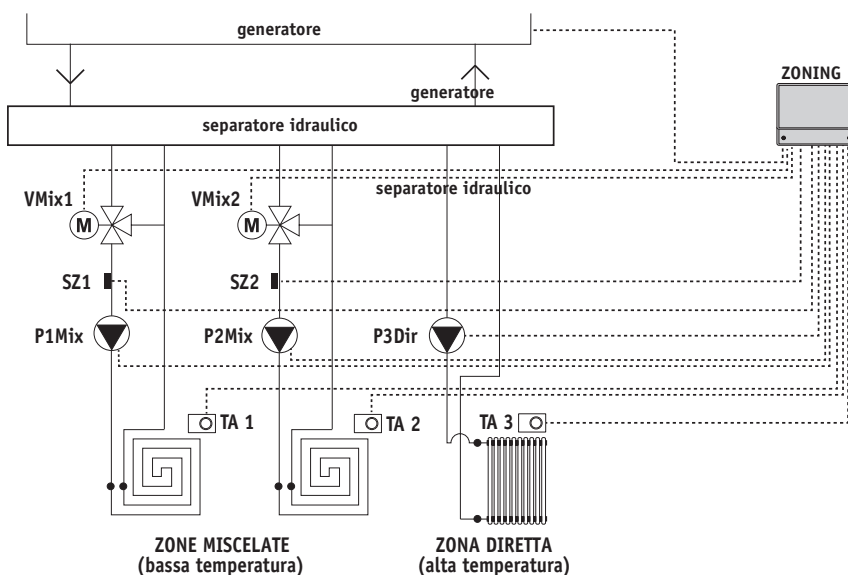 generatore
ZONING
generatore
separatore idraulico
separatore idraulico
VMix1
VMix2
M
M
SZ1
SZ2
P1Mix
P2Mix
P3Dir
TA 1
TA 2
TA 3
ZONE MISCELATE
(bassa temperatura)
ZONA DIRETTA
(alta temperatura)